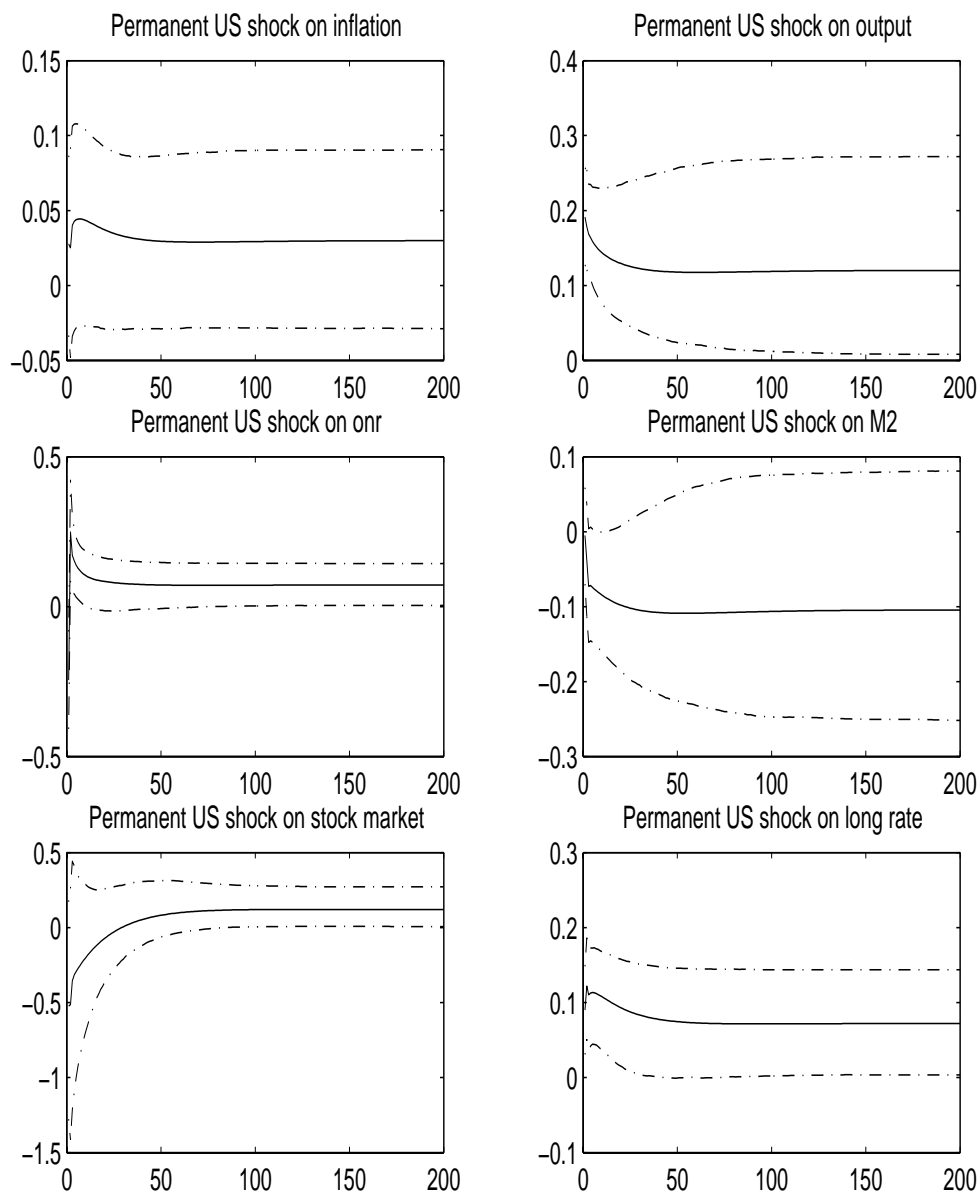 Permanent US shock on inflation
0.15
0.1
0.05
0
−0.05
0 50 100 150 200
Permanent US shock on output
0.4
0.3
0.2
0.1
0
0 50 100 150 200
Permanent US shock on onr
0.5
0
−0.5
0 50 100 150 200
Permanent US shock on M2
0.1
0
−0.1
−0.2
−0.3
0 50 100 150 200
Permanent US shock on stock market
0.5
0
−0.5
−1
−1.5
0 50 100 150 200
Permanent US shock on long rate
0.3
0.2
0.1
0
−0.1
0 50 100 150 200